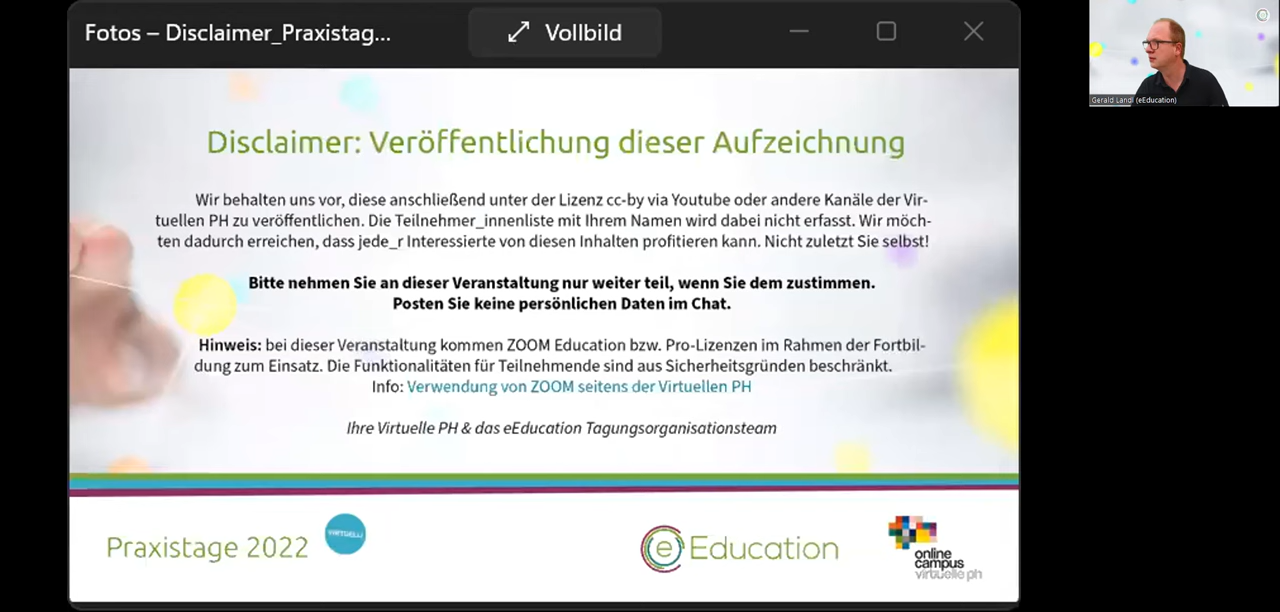 Fotos – Disclaimer_Praxistag...
Vollbild
Gerald Landl (eEducation)
Disclaimer: Veröffentlichung dieser Aufzeichnung
Wir behalten uns vor, diese anschließend unter der Lizenz cc-by via Youtube oder andere Kanäle der Vir-
tuellen PH zu veröffentlichen. Die Teilnehmer_innenliste mit Ihrem Namen wird dabei nicht erfasst. Wir möch-
ten dadurch erreichen, dass jede_r Interessierte von diesen Inhalten profitieren kann. Nicht zuletzt Sie selbst!
Bitte nehmen Sie an dieser Veranstaltung nur weiter teil, wenn Sie dem zustimmen.
Posten Sie keine persönlichen Daten im Chat.
Hinweis: bei dieser Veranstaltung kommen ZOOM Education bzw. Pro-Lizenzen im Rahmen der Fortbil-
dung zum Einsatz. Die Funktionalitäten für Teilnehmende sind aus Sicherheitsgründen beschränkt.
Info: Verwendung von ZOOM seitens der Virtuellen PH
Ihre Virtuelle PH & das eEducation Tagungsorganisationsteam
Praxistage 2022
VIRTUELL!
e Education
online
campus
virtuelle ph